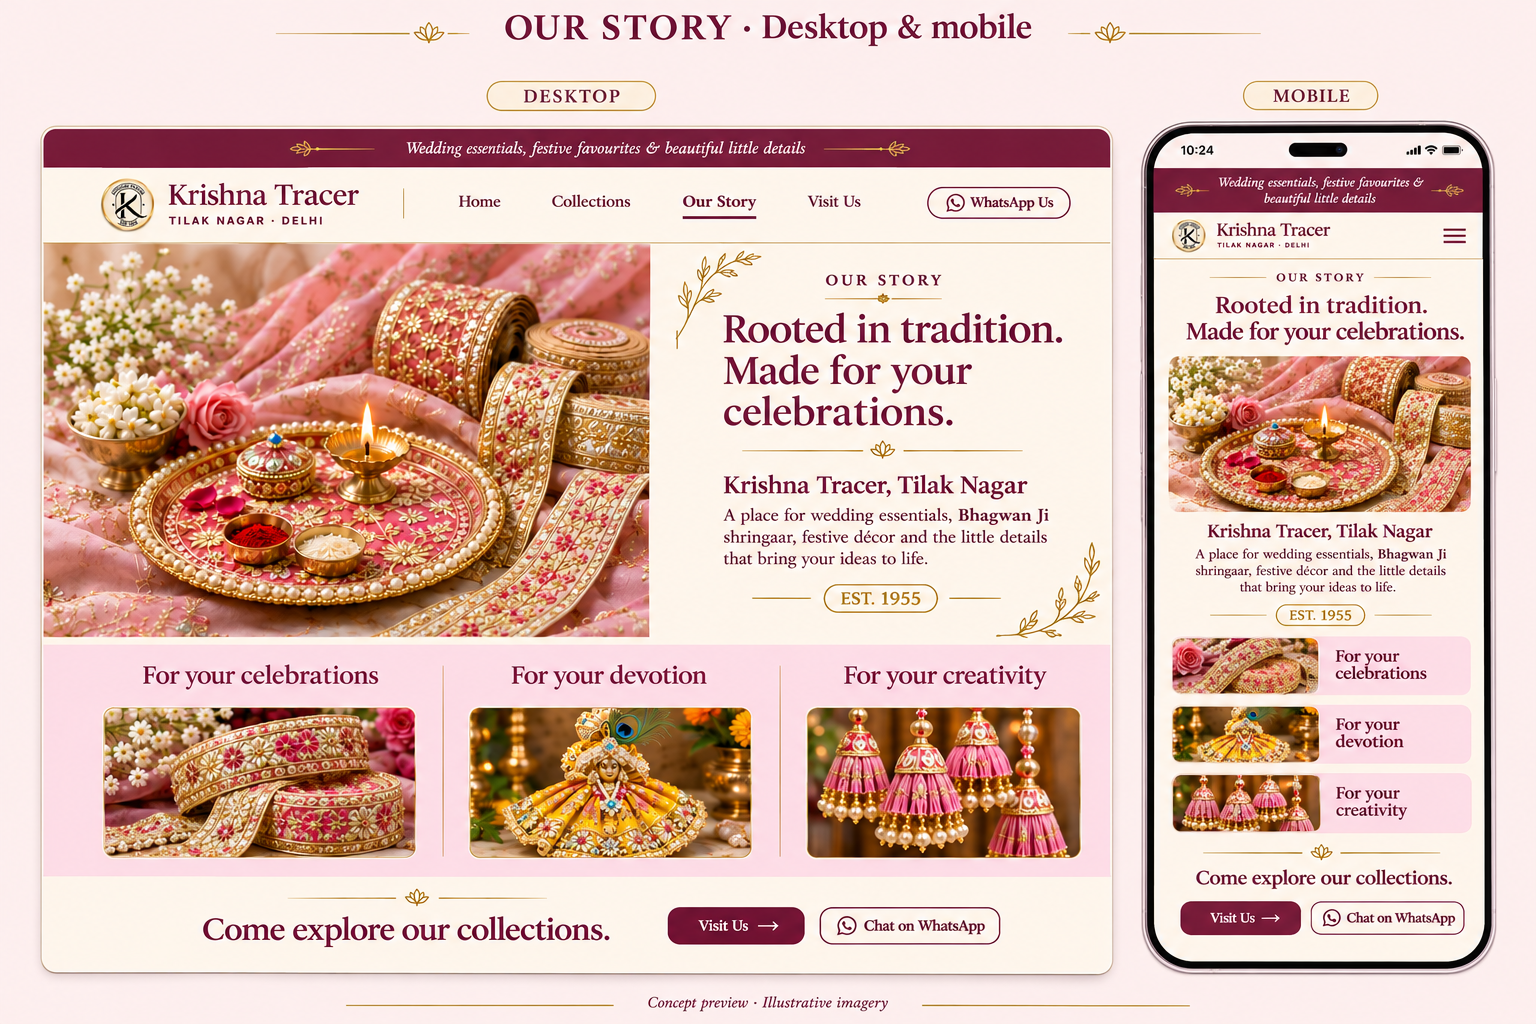 OUR STORY · Desktop & mobile
DESKTOP
Wedding essentials, festive favourites & beautiful little details
K
Krishna Tracer
TILAK NAGAR · DELHI
Home
Collections
Our Story
Visit Us
WhatsApp Us
OUR STORY
Rooted in tradition.
Made for your
celebrations.
Krishna Tracer, Tilak Nagar
A place for wedding essentials, Bhagwan Ji
shringaar, festive décor and the little details
that bring your ideas to life.
EST. 1955
For your celebrations
For your devotion
For your creativity
Come explore our collections.
Visit Us →
Chat on WhatsApp
MOBILE
10:24
Wedding essentials, festive favourites &
beautiful little details
K
Krishna Tracer
TILAK NAGAR · DELHI
OUR STORY
Rooted in tradition.
Made for your celebrations.
Krishna Tracer, Tilak Nagar
A place for wedding essentials, Bhagwan Ji
shringaar, festive décor and the little details
that bring your ideas to life.
EST. 1955
For your
celebrations
For your
devotion
For your
creativity
Come explore our collections.
Visit Us →
Chat on WhatsApp
Concept preview · Illustrative imagery